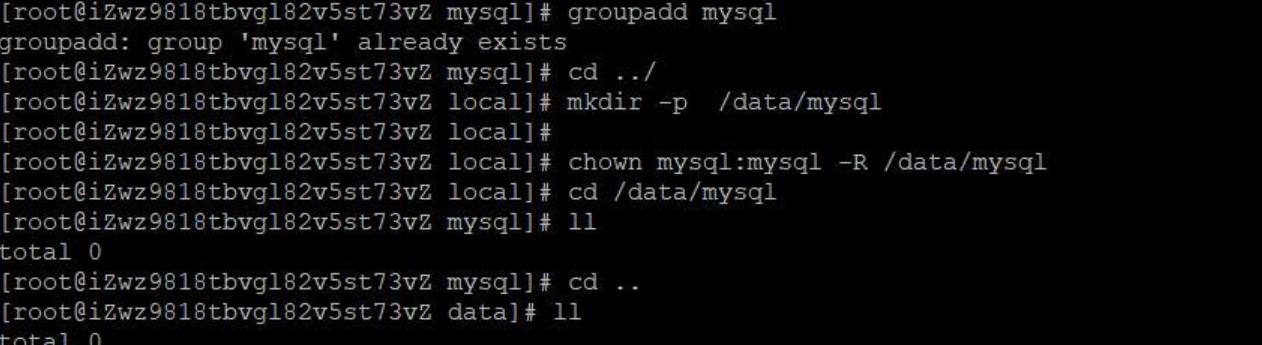 [root@iZwz9818tbvgl82v5st73vZ mysql]# groupadd mysql
groupadd: group 'mysql' already exists
[root@iZwz9818tbvgl82v5st73vZ mysql]# cd ../
[root@iZwz9818tbvgl82v5st73vZ local]# mkdir -p  /data/mysql
[root@iZwz9818tbvgl82v5st73vZ local]#
[root@iZwz9818tbvgl82v5st73vZ local]# chown mysql:mysql -R /data/mysql
[root@iZwz9818tbvgl82v5st73vZ local]# cd /data/mysql
[root@iZwz9818tbvgl82v5st73vZ mysql]# ll
total 0
[root@iZwz9818tbvgl82v5st73vZ mysql]# cd ..
[root@iZwz9818tbvgl82v5st73vZ data]# ll
total 0